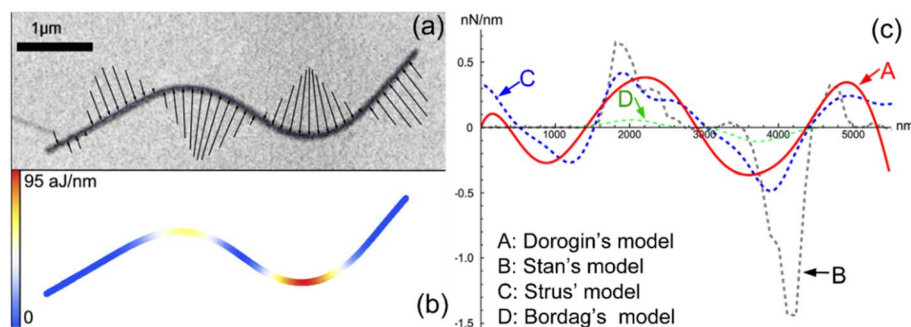 1µm
(a)
95 aJ/nm
0
(b)
nN/nm
(c)
0.5
0
-0.5
-1.0
-1.5
1000
2000
3000
4000
5000
nm
A
B
C
D
A: Dorogin's model
B: Stan's model
C: Strus' model
D: Bordag's model